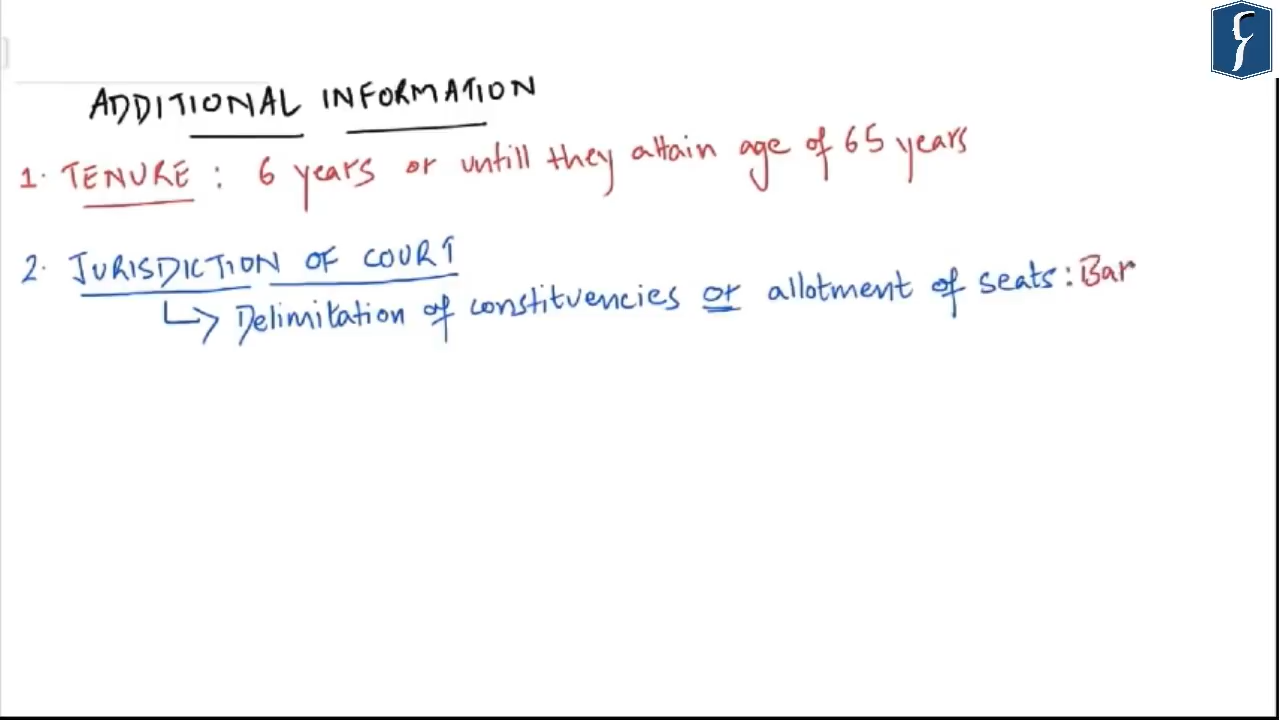 ADDITIONAL INFORMATION
1. TENURE : 6 years or untill they attain age of 65 years
2. JURISDICTION OF COURT
↳ Delimitation of constituencies or allotment of seats : Bar